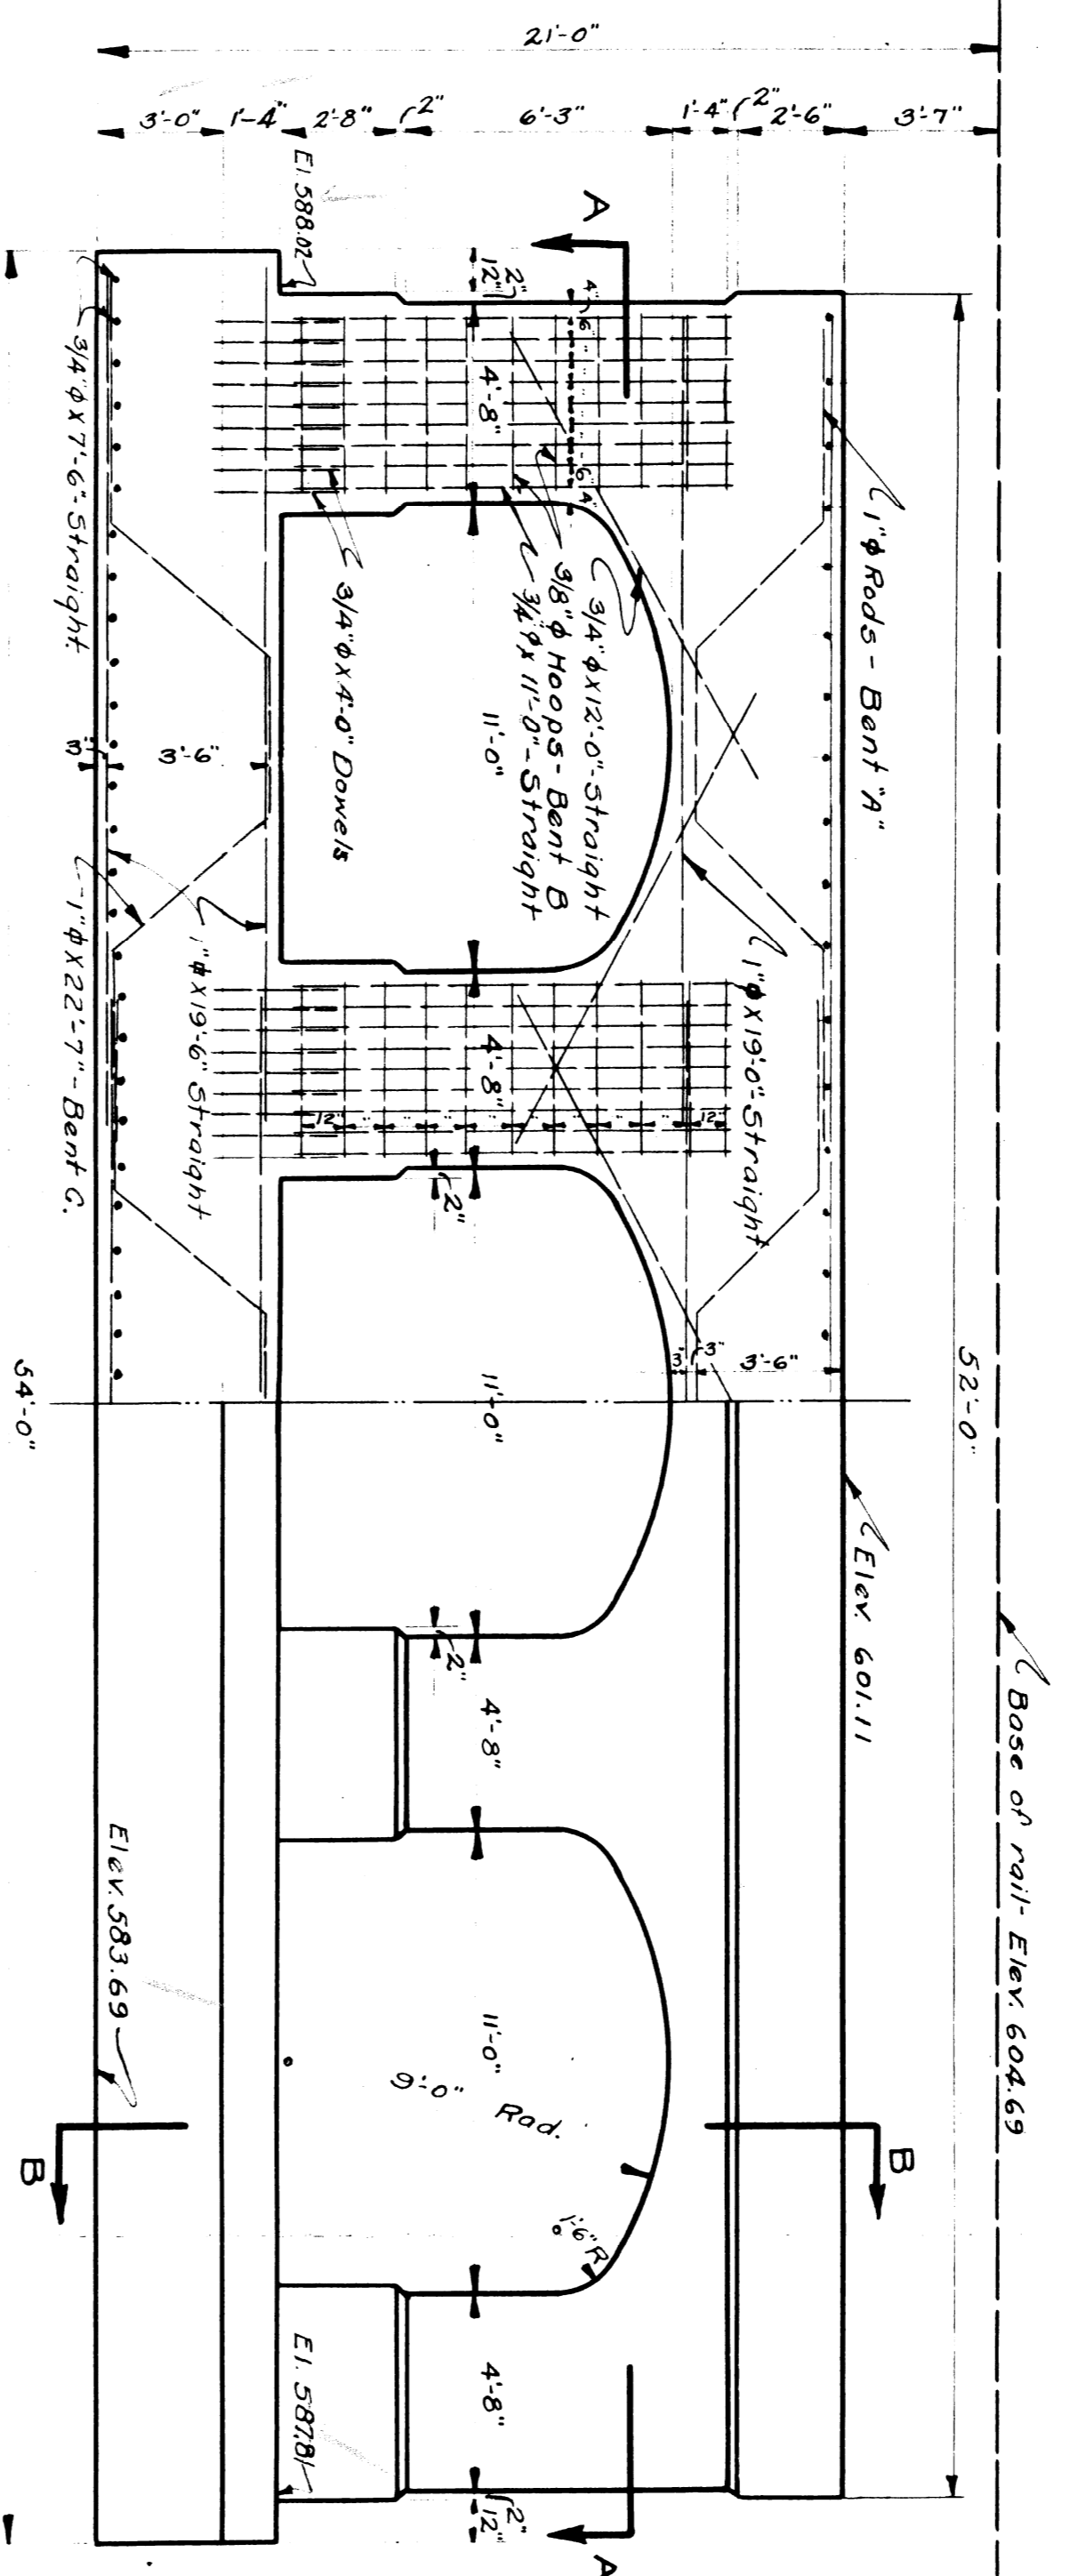 21'-0"
3'-0"
1'-4"
2'-8"
2"
6'-3"
1'-4"
2"
2'-6"
3'-7"
Base of rail - Elev. 604.69
52'-0"
Elev. 601.11
1"φ Rods - Bent "A"
1"φ X 19'-0" - Straight
3'-6"
3"
3"
A
A
B
B
El. 588.02
2"
12"
4"
6"
6"
4"
4'-8"
3/4"φ X 12'-0" - Straight
3/8"φ Hoops - Bent B
3/4"φ X 11'-0" - Straight
3/4"φ X 4'-0" Dowels
11'-0"
4'-8"
12"
12"
2"
11'-0"
2"
4'-8"
11'-0"
9'-0" Rad.
1'-6" R
4'-8"
2"
12"
El. 587.81
3'-6"
3"
1"φ X 19'-6" Straight
1"φ X 22'-7" - Bent C.
3/4"φ X 7'-6" - Straight.
Elev. 583.69
54'-0"